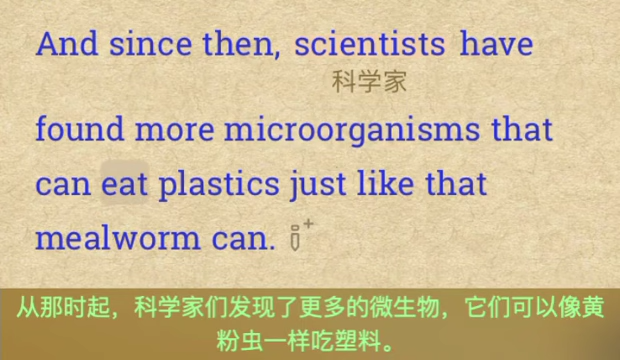 And since then, scientists have
科学家
found more microorganisms that
can eat plastics just like that
mealworm can.
从那时起，科学家们发现了更多的微生物，它们可以像黄
粉虫一样吃塑料。